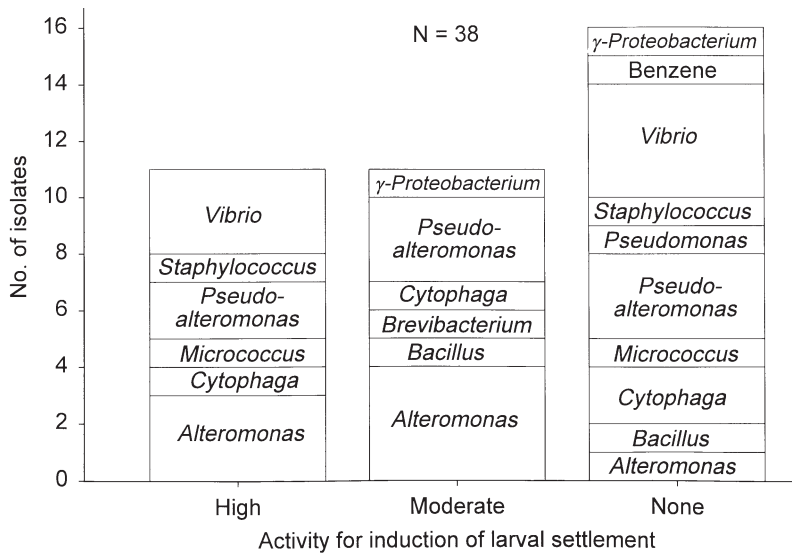 N = 38
No. of isolates
16
14
12
10
8
6
4
2
0
Vibrio
Staphylococcus
Pseudo-
alteromonas
Micrococcus
Cytophaga
Alteromonas
γ-Proteobacterium
Pseudo-
alteromonas
Cytophaga
Brevibacterium
Bacillus
Alteromonas
γ-Proteobacterium
Benzene
Vibrio
Staphylococcus
Pseudomonas
Pseudo-
alteromonas
Micrococcus
Cytophaga
Bacillus
Alteromonas
High
Moderate
None
Activity for induction of larval settlement